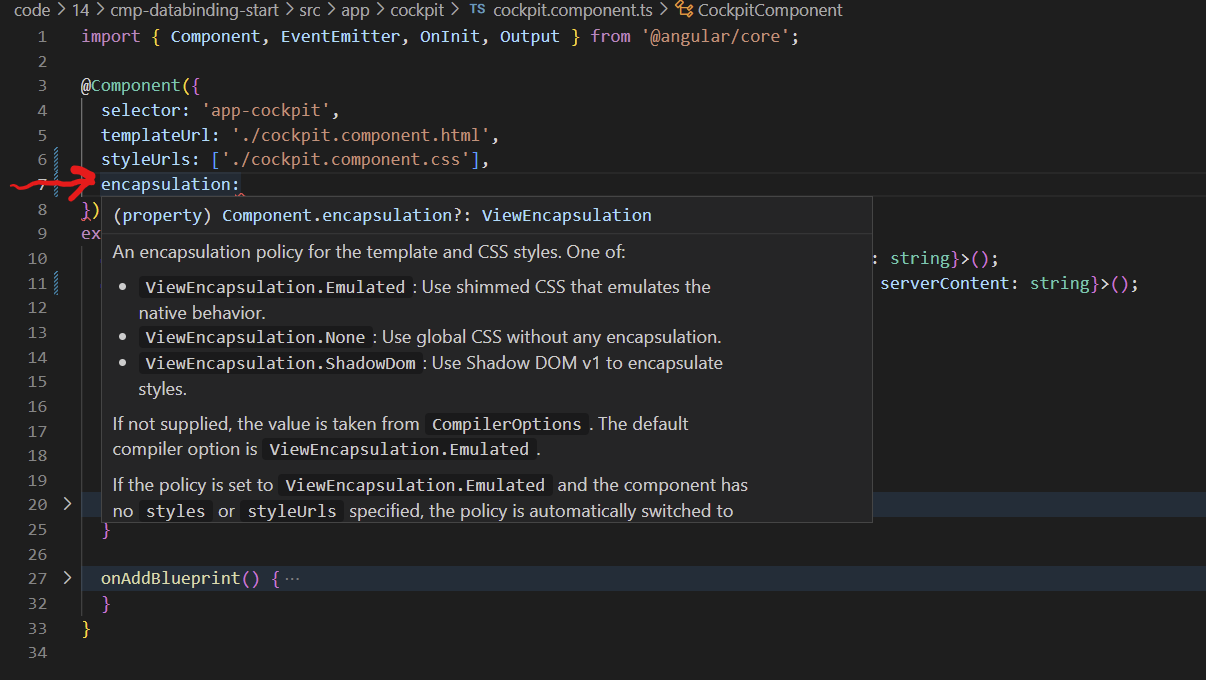 code > 14 > cmp-databinding-start > src > app > cockpit > TS cockpit.component.ts > CockpitComponent
1 import { Component, EventEmitter, OnInit, Output } from '@angular/core';
2
3 @Component({
4 selector: 'app-cockpit',
5 templateUrl: './cockpit.component.html',
6 styleUrls: ['./cockpit.component.css'],
7 encapsulation:
8 })
(property) Component.encapsulation?: ViewEncapsulation
9 ex
An encapsulation policy for the template and CSS styles. One of:
10 : string}>();
11 serverContent: string}>();
• ViewEncapsulation.Emulated : Use shimmed CSS that emulates the
native behavior.
12
• ViewEncapsulation.None : Use global CSS without any encapsulation.
13
• ViewEncapsulation.ShadowDom : Use Shadow DOM v1 to encapsulate
14
styles.
15
16
If not supplied, the value is taken from CompilerOptions . The default
17
compiler option is ViewEncapsulation.Emulated .
18
If the policy is set to ViewEncapsulation.Emulated and the component has
19
no styles or styleUrls specified, the policy is automatically switched to
20 >
25 }
26
27 > onAddBlueprint() { ···
32 }
33 }
34